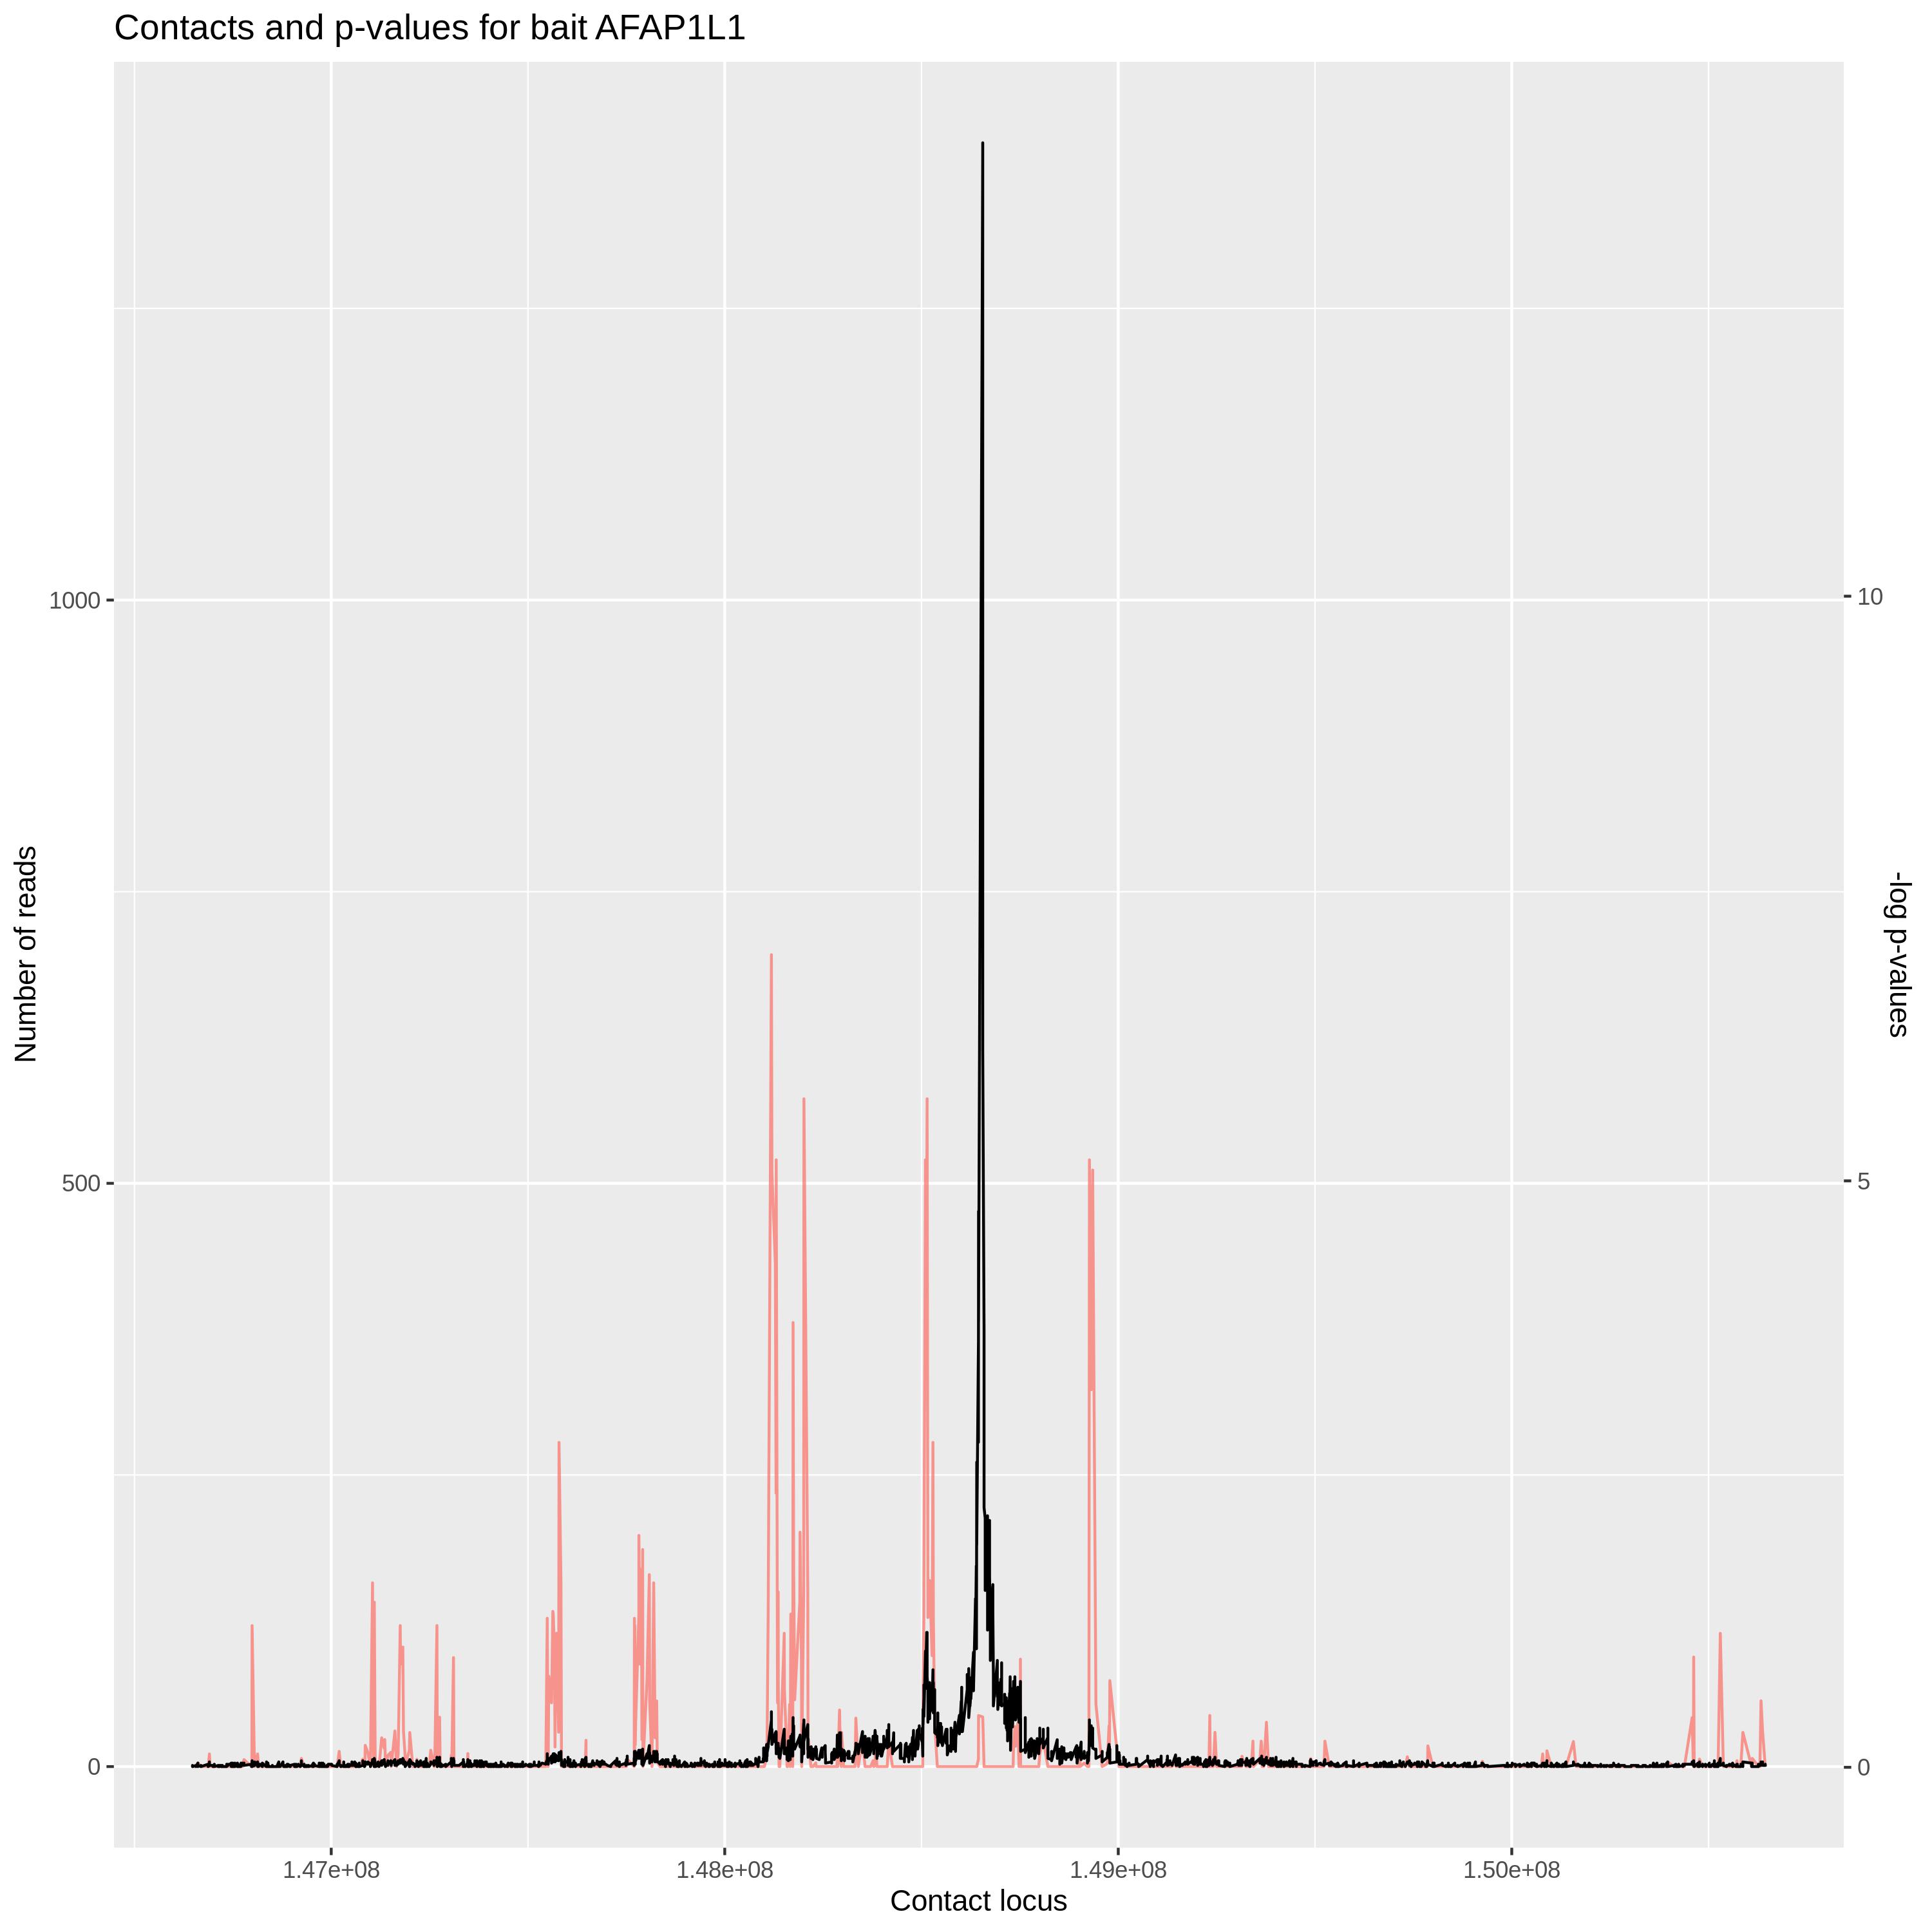 Contacts and p-values for bait AFAP1L1
1000
500
0
10
5
0
Number of reads
-log p-values
1.47e+08
1.48e+08
1.49e+08
1.50e+08
Contact locus